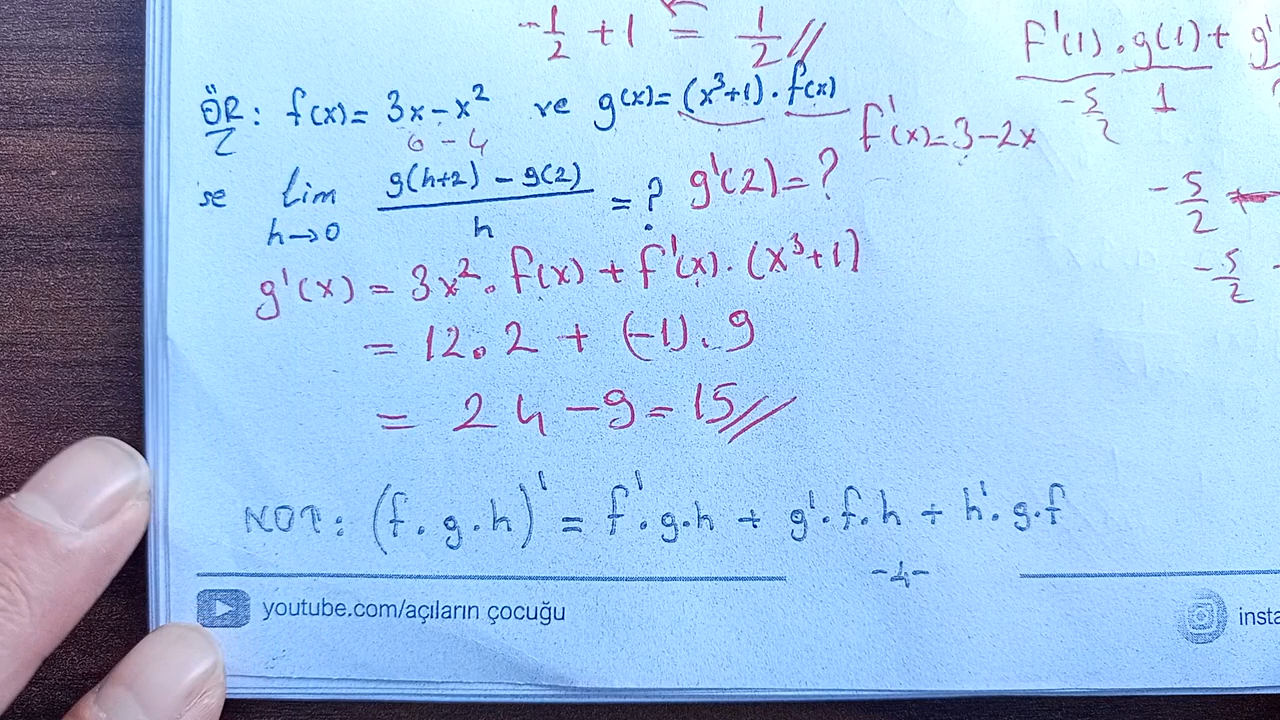 -1/2 + 1 = 1/2 //
f'(1) . g(1) + g'
-5/2 1
ÖR: f(x) = 3x - x² ve g(x) = (x³+1) . f(x)
6 - 4
f'(x) = 3 - 2x
se lim h→0 g(h+2) - g(2) / h = ? g'(2) = ?
-5/2 +
-5/2 -
g'(x) = 3x² . f(x) + f'(x) . (x³+1)
= 12 . 2 + (-1) . 9
= 24 - 9 = 15 //
NOT: (f . g . h)' = f' . g . h + g' . f . h + h' . g . f
-4-
youtube.com/açıların çocuğu
insta